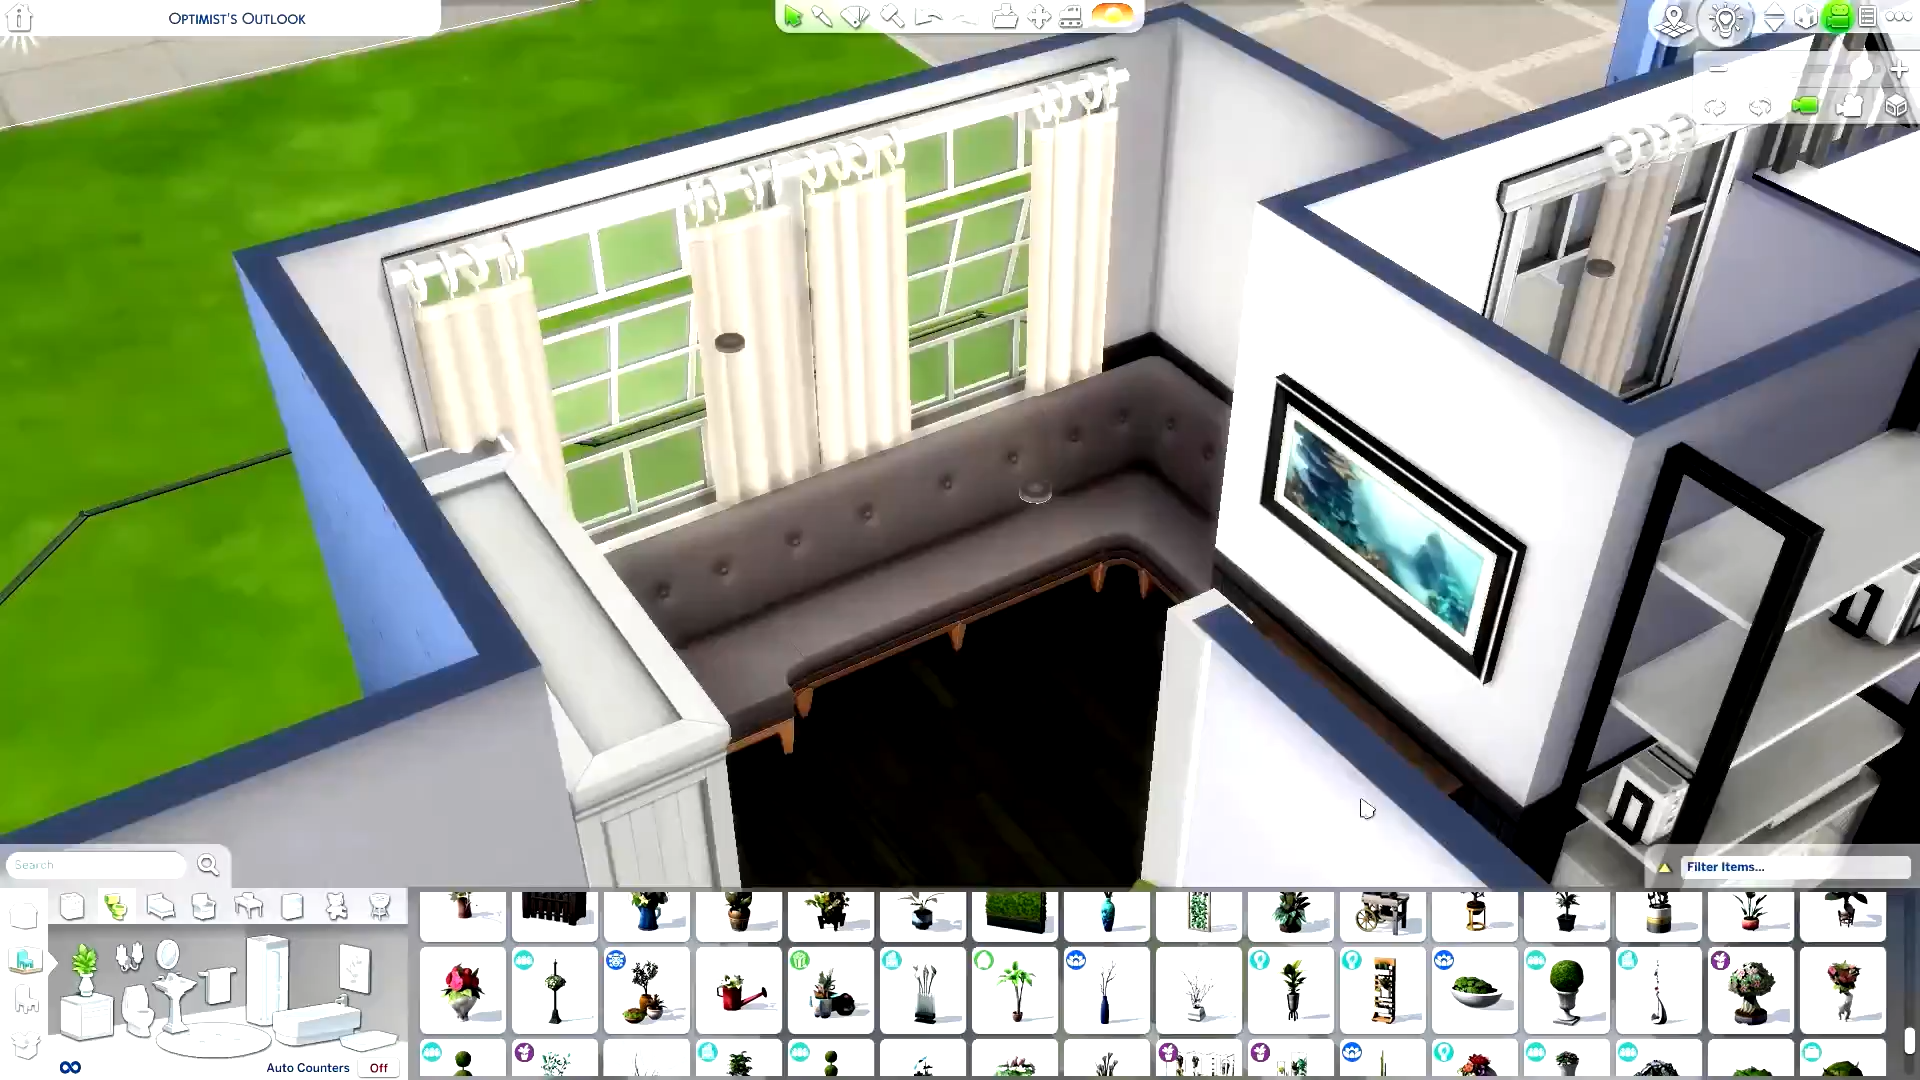 OPTIMIST'S OUTLOOK
Search
Filter Items...
Auto Counters
Off